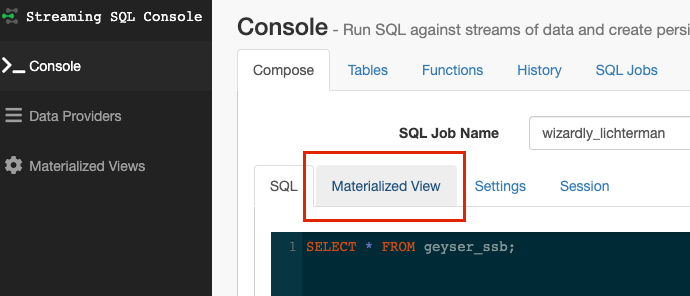 Streaming SQL Console
Console
Data Providers
Materialized Views
Console - Run SQL against streams of data and create persi
Compose Tables Functions History SQL Jobs
SQL Job Name wizardly_lichterman
SQL Materialized View Settings Session
1 SELECT * FROM geyser_ssb;